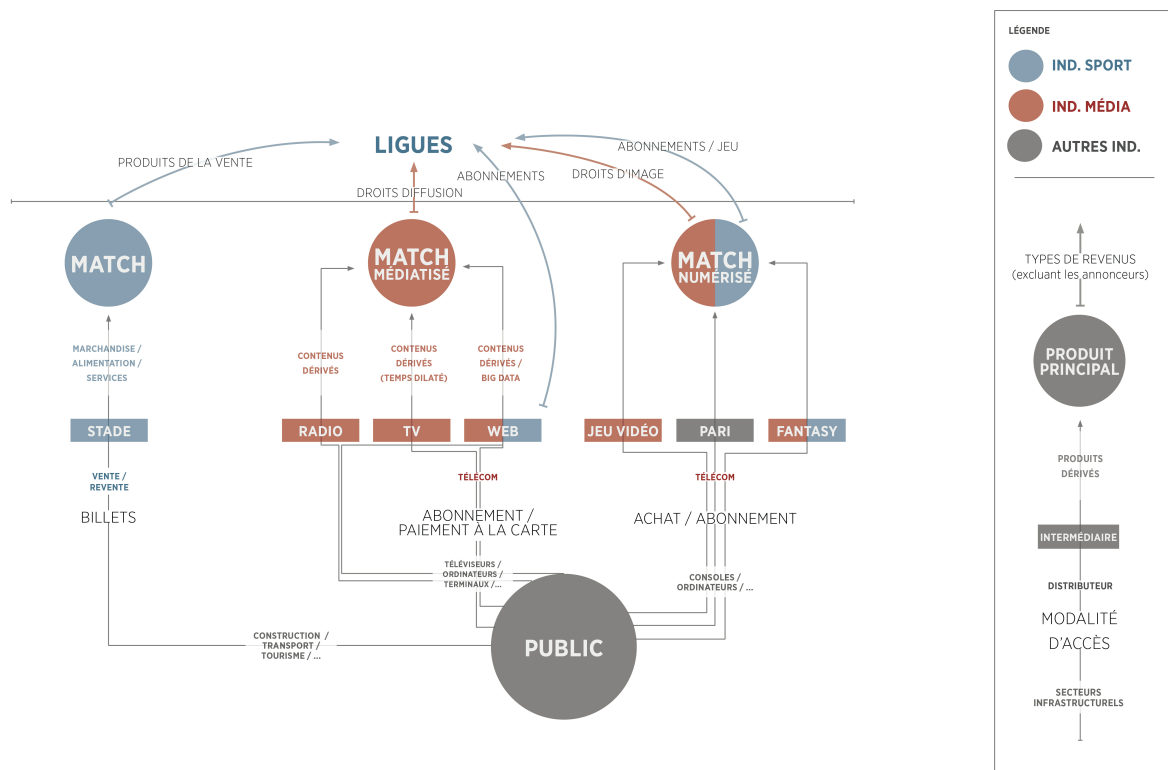 LÉGENDE
IND. SPORT
IND. MÉDIA
AUTRES IND.
LIGUES
PRODUITS DE LA VENTE
DROITS DIFFUSION
ABONNEMENTS
DROITS D'IMAGE
ABONNEMENTS / JEU
MATCH
MATCH
MÉDIATISÉ
MATCH
NUMÉRISÉ
MARCHANDISE /
ALIMENTATION /
SERVICES
CONTENUS
DÉRIVÉS
CONTENUS
DÉRIVÉS
(TEMPS DILATÉ)
CONTENUS
DÉRIVÉS /
BIG DATA
STADE
RADIO
TV
WEB
JEU VIDÉO
PARI
FANTASY
VENTE /
REVENTE
BILLETS
TÉLÉCOM
ABONNEMENT /
PAIEMENT À LA CARTE
TÉLÉVISEURS /
ORDINATEURS /
TERMINAUX /...
TÉLÉCOM
ACHAT / ABONNEMENT
CONSOLES /
ORDINATEURS / ...
CONSTRUCTION /
TRANSPORT /
TOURISME / ...
PUBLIC
TYPES DE REVENUS
(excluant les annonceurs)
PRODUIT
PRINCIPAL
PRODUITS
DÉRIVÉS
INTERMÉDIAIRE
DISTRIBUTEUR
MODALITÉ
D'ACCÈS
SECTEURS
INFRASTRUCTURELS